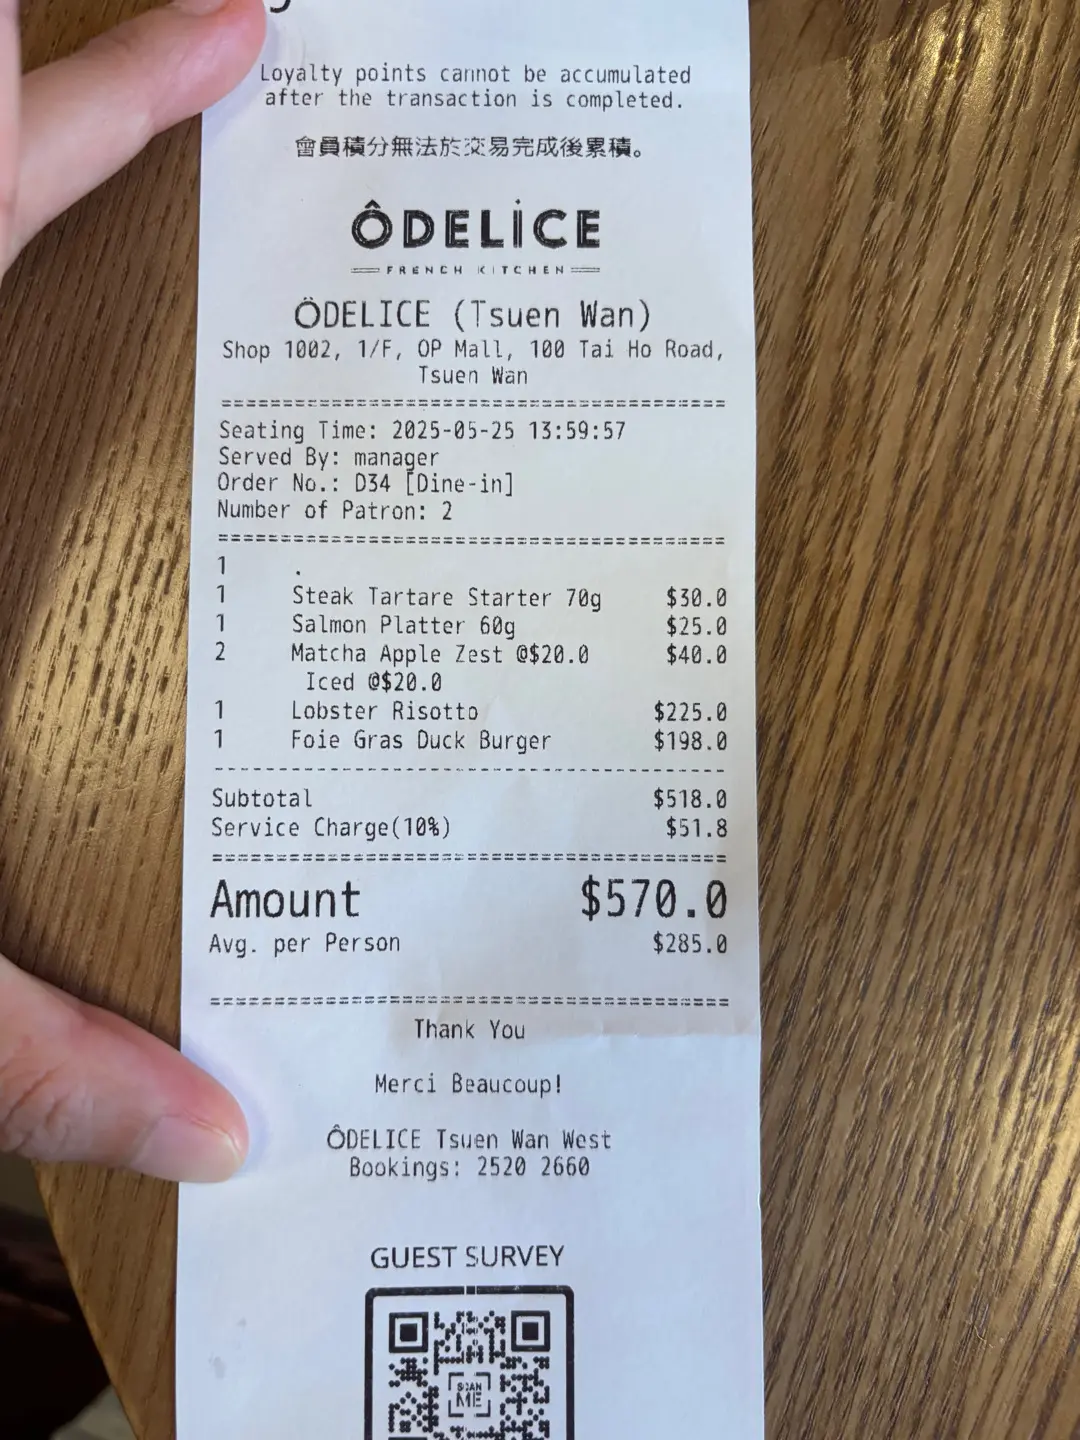 Loyalty points cannot be accumulated
after the transaction is completed.
會員積分無法於交易完成後累積。
ÔDELICE
FRENCH KITCHEN
ÔDELICE (Tsuen Wan)
Shop 1002, 1/F, OP Mall, 100 Tai Ho Road,
Tsuen Wan
Seating Time: 2025-05-25 13:59:57
Served By: manager
Order No.: D34 [Dine-in]
Number of Patron: 2
1 .
1 Steak Tartare Starter 70g $30.0
1 Salmon Platter 60g $25.0
2 Matcha Apple Zest @$20.0 $40.0
Iced @$20.0
1 Lobster Risotto $225.0
1 Foie Gras Duck Burger $198.0
Subtotal $518.0
Service Charge(10%) $51.8
Amount $570.0
Avg. per Person $285.0
Thank You
Merci Beaucoup!
ÔDELICE Tsuen Wan West
Bookings: 2520 2660
GUEST SURVEY
SCAN
ME